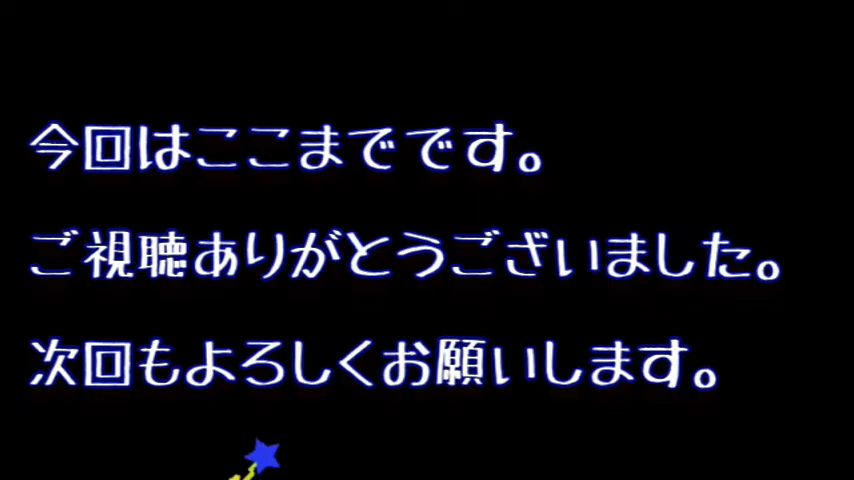 今回はここまでです。
ご視聴ありがとうございました。
次回もよろしくお願いします。